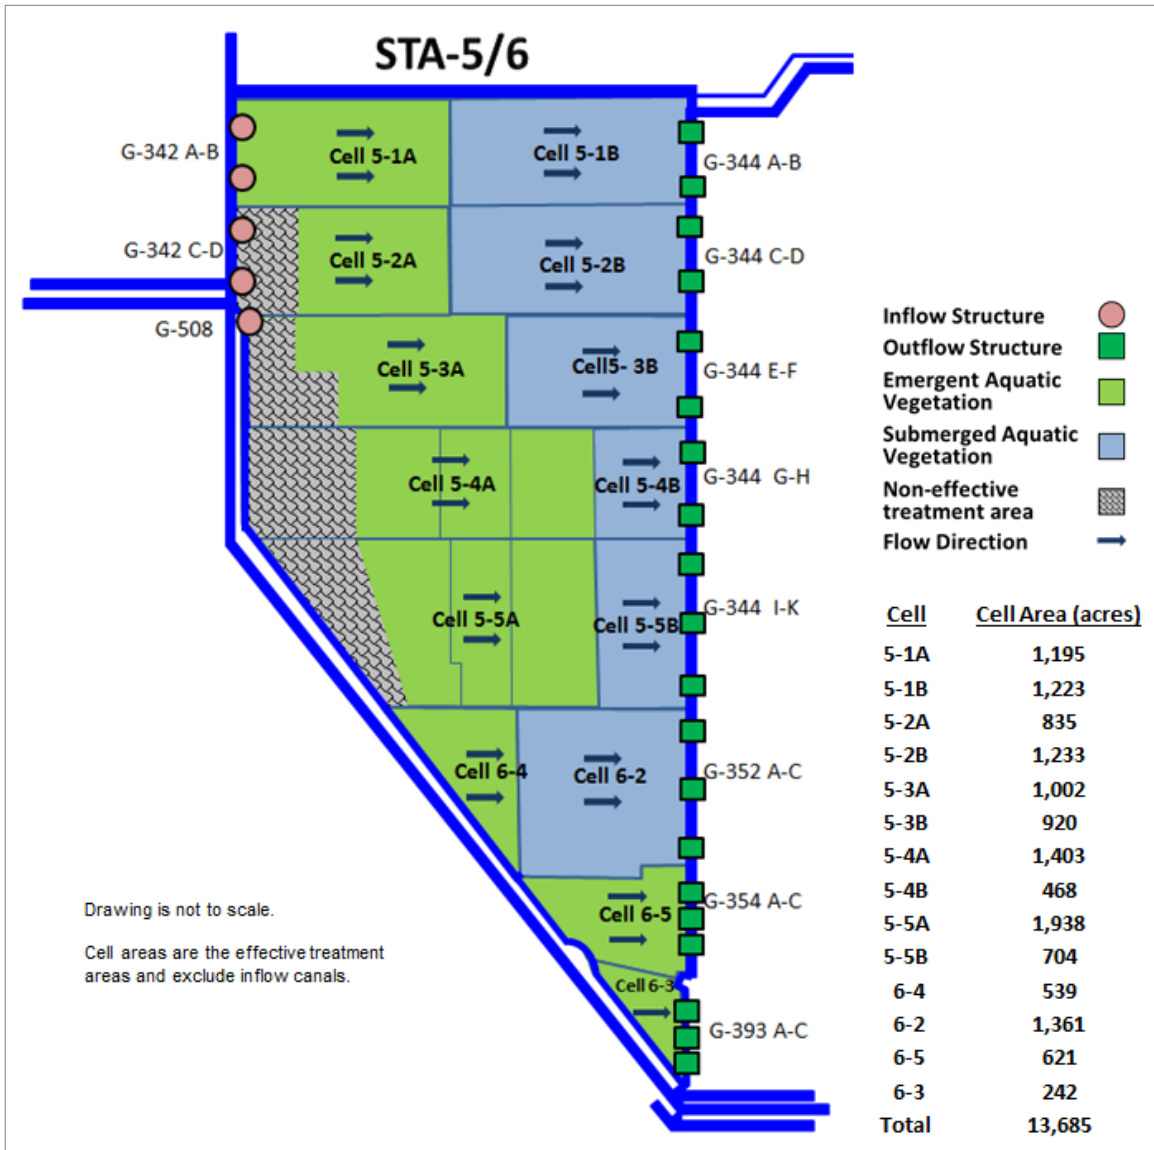 STA-5/6
G-342 A-B
Cell 5-1A
Cell 5-1B
G-344 A-B
G-342 C-D
Cell 5-2A
Cell 5-2B
G-344 C-D
G-508
Cell 5-3A
Cell5- 3B
G-344 E-F
Cell 5-4A
Cell 5-4B
G-344 G-H
Cell 5-5A
Cell 5-5B
G-344 I-K
Cell 6-4
Cell 6-2
G-352 A-C
Cell 6-5
G-354 A-C
Cell 6-3
G-393 A-C
Drawing is not to scale.
Cell areas are the effective treatment
areas and exclude inflow canals.
Inflow Structure
Outflow Structure
Emergent Aquatic
Vegetation
Submerged Aquatic
Vegetation
Non-effective
treatment area
Flow Direction
Cell Cell Area (acres)
5-1A 1,195
5-1B 1,223
5-2A 835
5-2B 1,233
5-3A 1,002
5-3B 920
5-4A 1,403
5-4B 468
5-5A 1,938
5-5B 704
6-4 539
6-2 1,361
6-5 621
6-3 242
Total 13,685